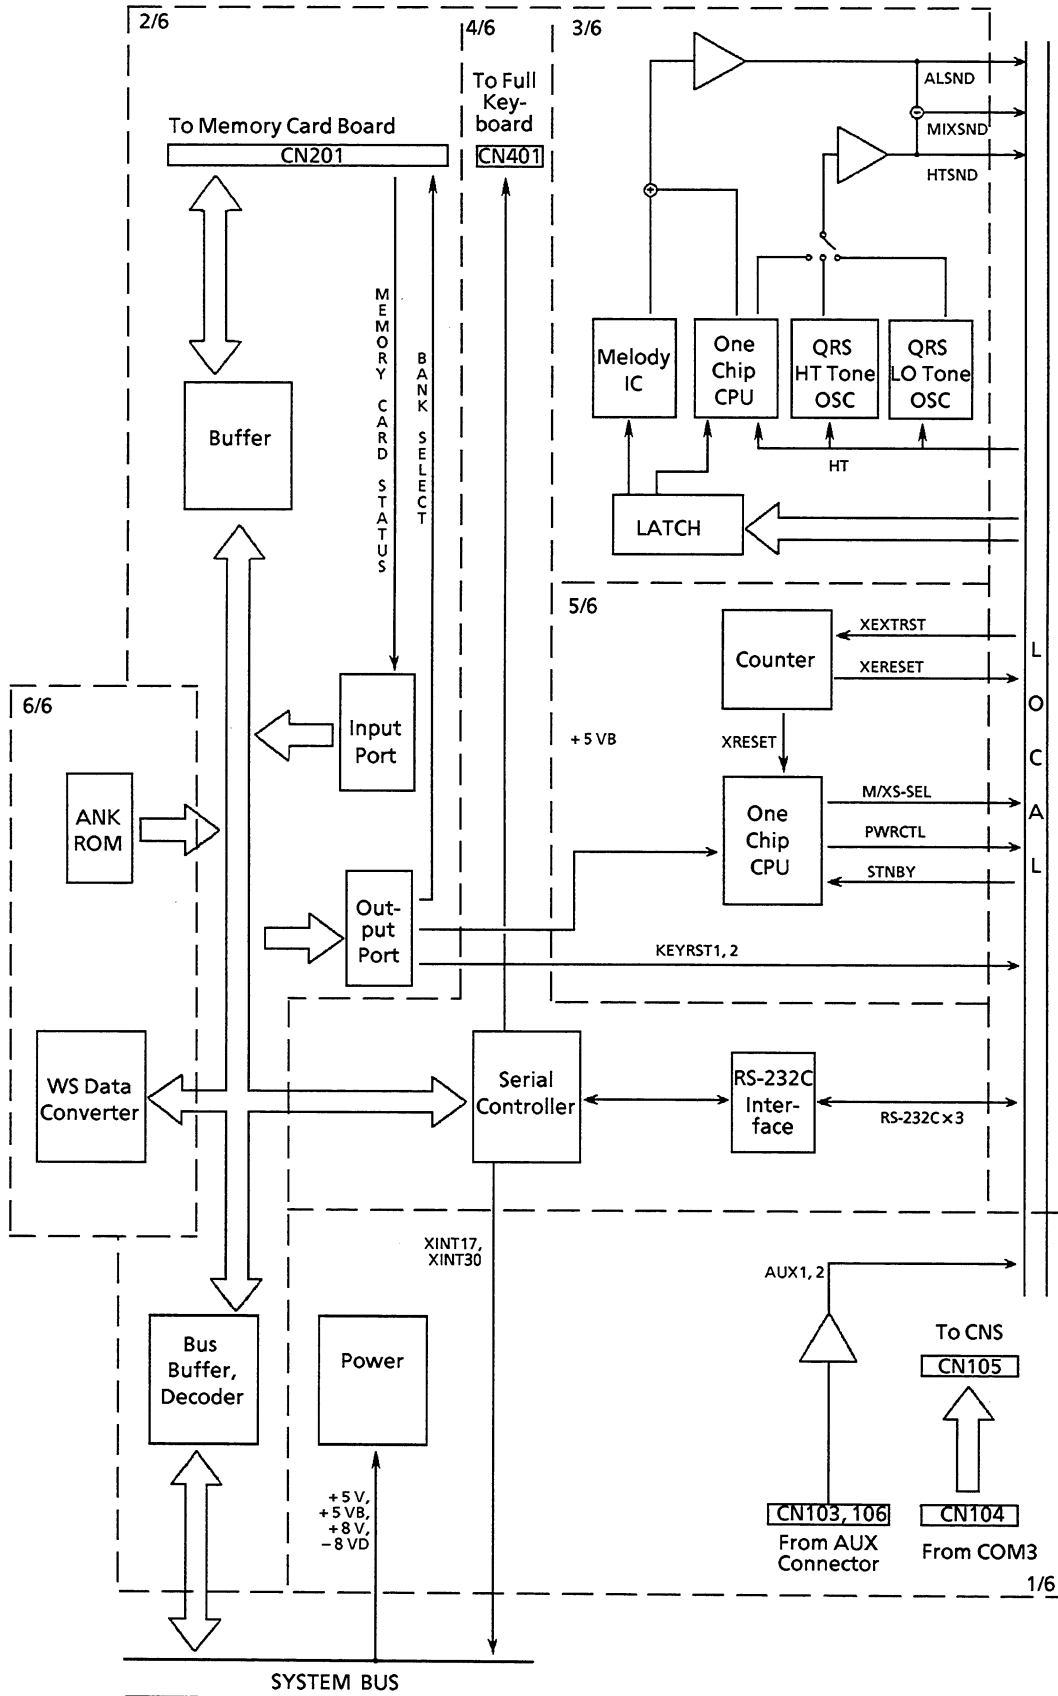 2/6
4/6
3/6
To Full
Key-
board
CN401
To Memory Card Board
CN201
ALSND
MIXSND
HTSND
MEMORY CARD STATUS
BANK SELECT
Melody
IC
One
Chip
CPU
QRS
HT Tone
OSC
QRS
LO Tone
OSC
HT
Buffer
LATCH
5/6
Counter
XEXTRST
XERESET
LOCAL
6/6
Input
Port
+5 VB
XRESET
ANK
ROM
One
Chip
CPU
M/XS-SEL
PWRCTL
STNBY
Out-
put
Port
KEYRST1, 2
WS Data
Converter
Serial
Controller
RS-232C
Inter-
face
RS-232C×3
XINT17,
XINT30
AUX1, 2
Bus
Buffer,
Decoder
Power
To CNS
CN105
+5 V,
+5 VB,
+8 V,
−8 VD
CN103, 106
From AUX
Connector
CN104
From COM3
1/6
SYSTEM BUS